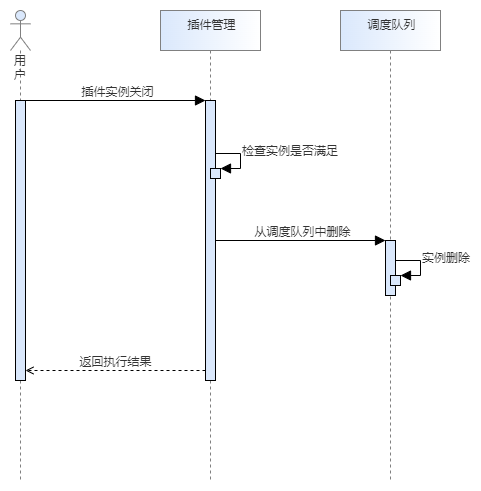 插件管理
调度队列
用
户
插件实例关闭
检查实例是否满足
从调度队列中删除
实例删除
返回执行结果